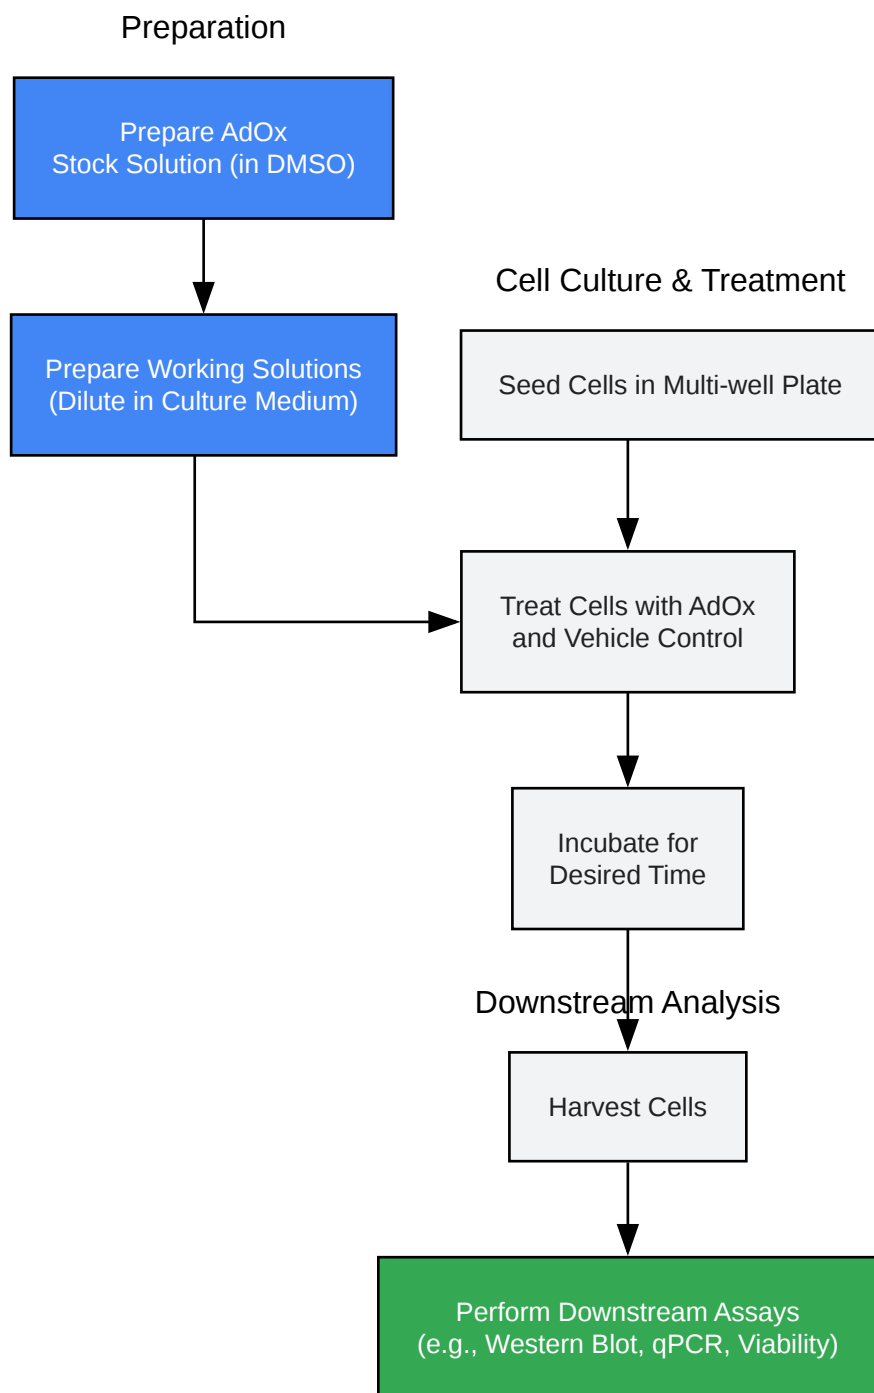 Preparation
Prepare AdOx
Stock Solution (in DMSO)
Prepare Working Solutions
(Dilute in Culture Medium)
Cell Culture & Treatment
Seed Cells in Multi-well Plate
Treat Cells with AdOx
and Vehicle Control
Incubate for
Desired Time
Downstream Analysis
Harvest Cells
Perform Downstream Assays
(e.g., Western Blot, qPCR, Viability)